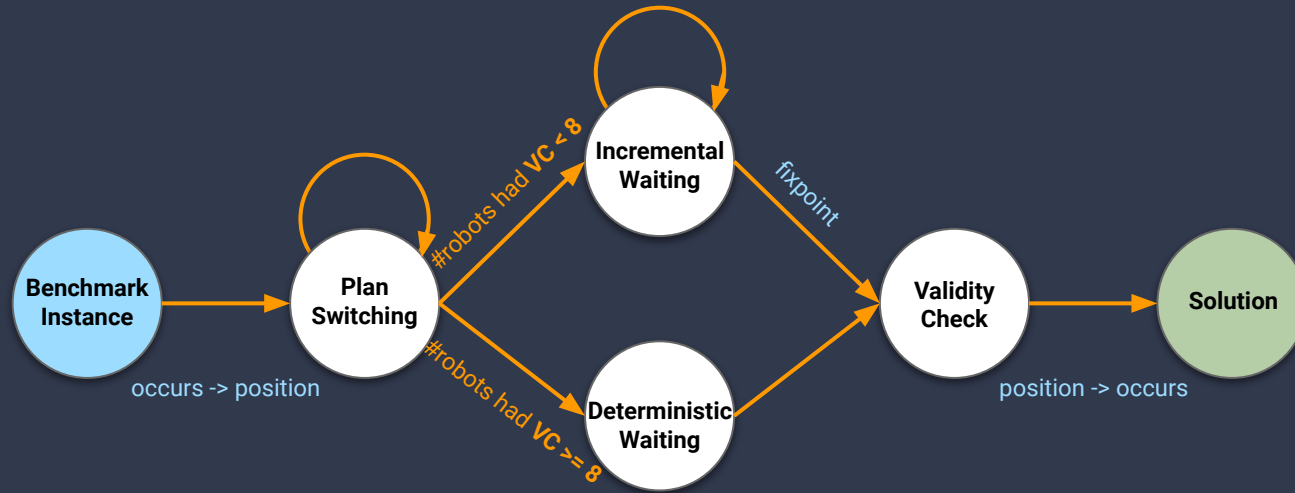 Benchmark
Instance
occurs -> position
Plan
Switching
#robots had VC < 8
#robots had VC >= 8
Incremental
Waiting
Deterministic
Waiting
fixpoint
Validity
Check
position -> occurs
Solution